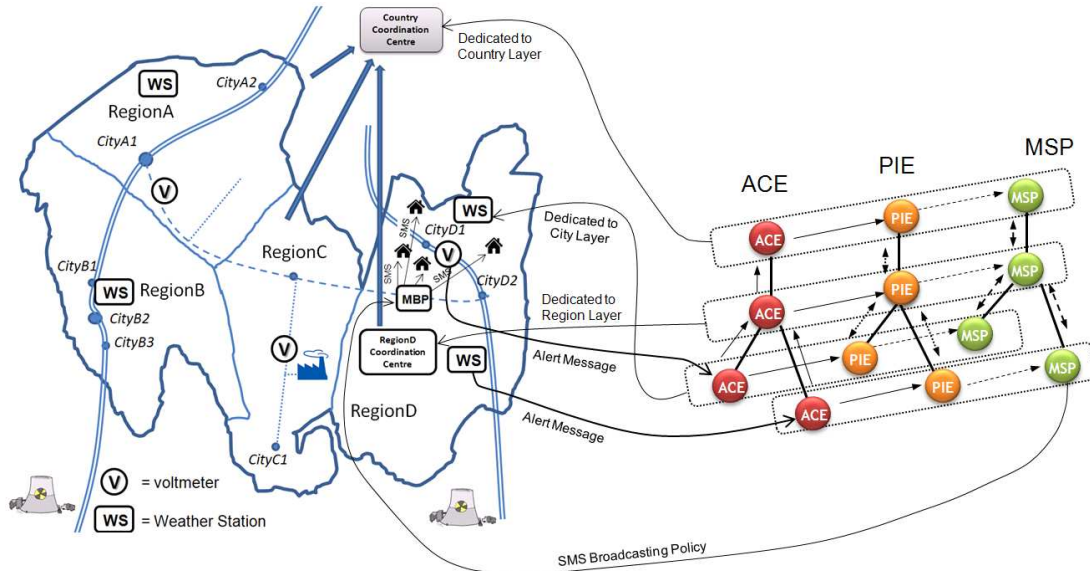 Country
Coordination
Centre
Dedicated to
Country Layer
WS
CityA2
RegionA
CityA1
V
MSP
PIE
ACE
MSP
PIE
ACE
WS
SMS
CityD1
V
Dedicated to
City Layer
RegionC
CityB1
WS
RegionB
CityB2
CityB3
SMS
SMS
MBP
CityD2
MSP
PIE
ACE
Dedicated to
Region Layer
RegionD
Coordination
Centre
V
WS
Alert Message
MSP
PIE
ACE
MSP
PIE
ACE
RegionD
Alert Message
CityC1
V
= voltmeter
WS
= Weather Station
SMS Broadcasting Policy